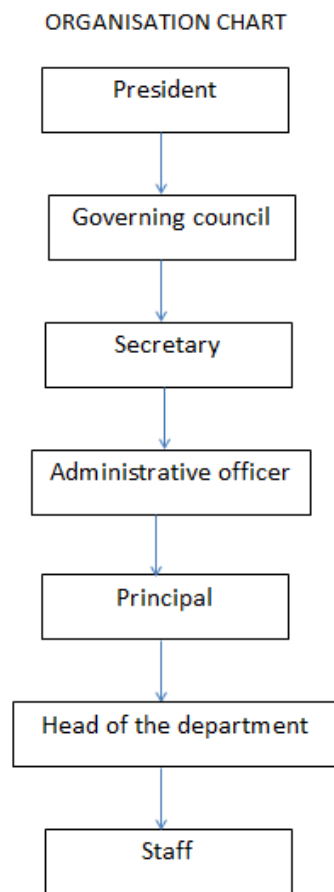 ORGANISATION CHART
President
Governing council
Secretary
Administrative officer
Principal
Head of the department
Staff